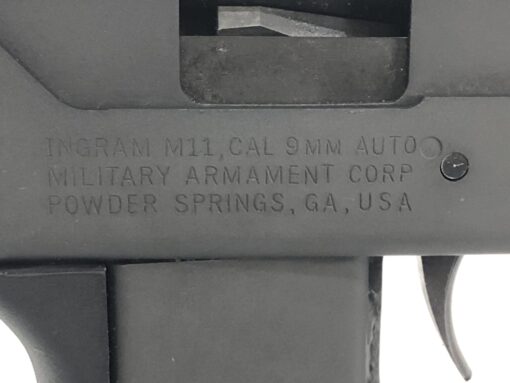 INGRAM M11, CAL 9MM AUTO
MILITARY ARMAMENT CORP
POWDER SPRINGS, GA, USA